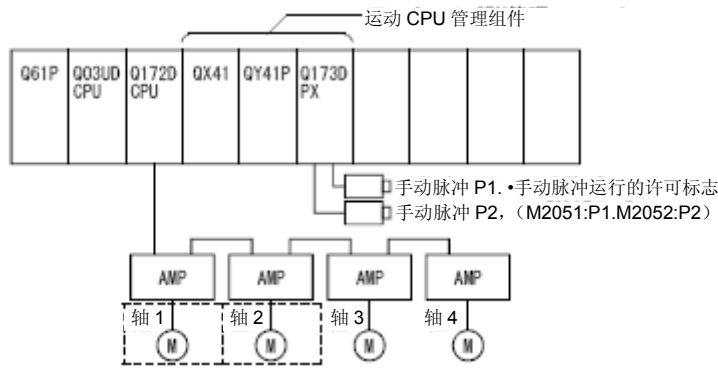 运动 CPU 管理组件
Q61P Q03UD CPU Q172D CPU QX41 QY41P Q173D PX
手动脉冲 P1. •手动脉冲运行的许可标志
手动脉冲 P2，（M2051:P1.M2052:P2）
AMP AMP AMP AMP
轴 1 轴 2 轴 3 轴 4
M M M M